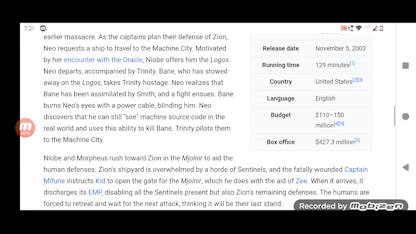 7:21
earlier massacre. As the captains plan their defense of Zion,
Neo requests a ship to travel to the Machine City. Motivated
by her encounter with the Oracle, Niobe offers him the Logos.
Neo departs, accompanied by Trinity. Bane, who has stowed
away on the Logos, takes Trinity hostage. Neo realizes that
Bane has been assimilated by Smith, and a fight ensues. Bane
burns Neo's eyes with a power cable, blinding him. Neo
discovers that he can still "see" machine source code in the
real world and uses this ability to kill Bane. Trinity pilots them
to the Machine City.
Release date November 5, 2003
Running time 129 minutes[1]
Country United States[2][3]
Language English
Budget $110–150
million[4][5]
Box office $427.3 million[5]
Niobe and Morpheus rush toward Zion in the Mjolnir to aid the
human defenses. Zion's shipyard is overwhelmed by a horde of Sentinels, and the fatally wounded Captain
Mifune instructs Kid to open the gate for the Mjolnir, which he does with the aid of Zee. When it arrives, it
discharges its EMP, disabling all the Sentinels present but also Zion's remaining defenses. The humans are
forced to retreat and wait for the next attack, thinking it will be their last stand.
Recorded by Mobizen